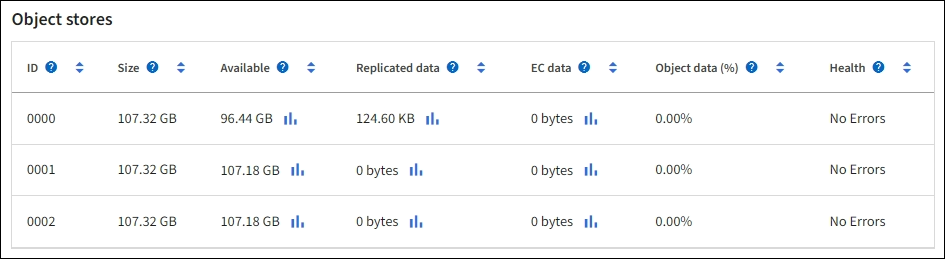 Object stores
ID ? Size ? Available ? Replicated data ? EC data ? Object data (%) ? Health ?
0000 107.32 GB 96.44 GB 124.60 KB 0 bytes 0.00% No Errors
0001 107.32 GB 107.18 GB 0 bytes 0 bytes 0.00% No Errors
0002 107.32 GB 107.18 GB 0 bytes 0 bytes 0.00% No Errors